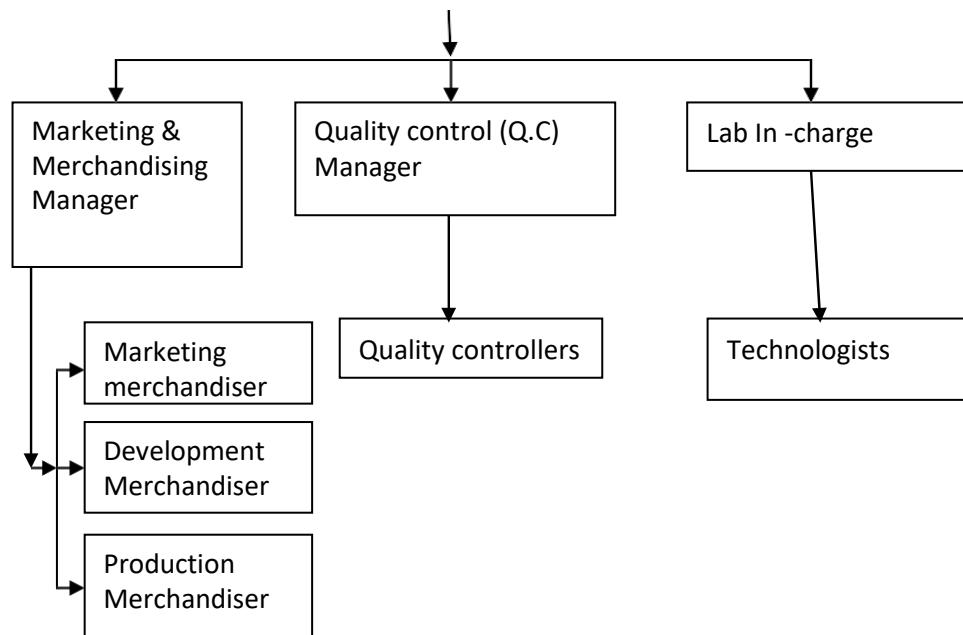 Marketing &
Merchandising
Manager
Quality control (Q.C)
Manager
Lab In -charge
Marketing
merchandiser
Quality controllers
Technologists
Development
Merchandiser
Production
Merchandiser